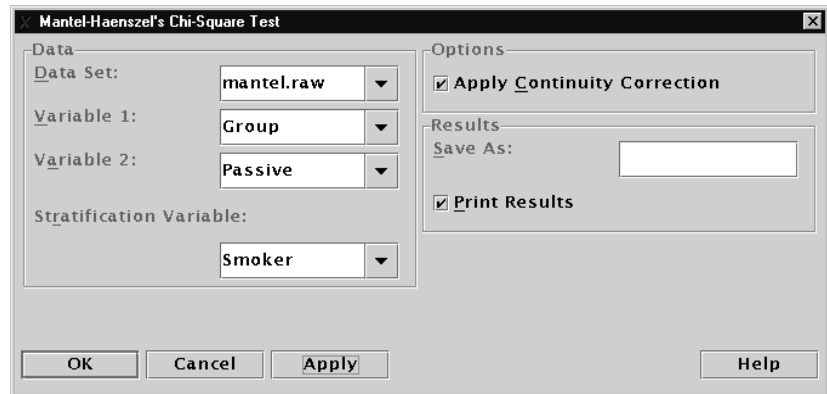 Mantel-Haenszel's Chi-Square Test
Data
Data Set:
mantel.raw
Variable 1:
Group
Variable 2:
Passive
Stratification Variable:
Smoker
Options
Apply Continuity Correction
Results
Save As:
Print Results
OK
Cancel
Apply
Help